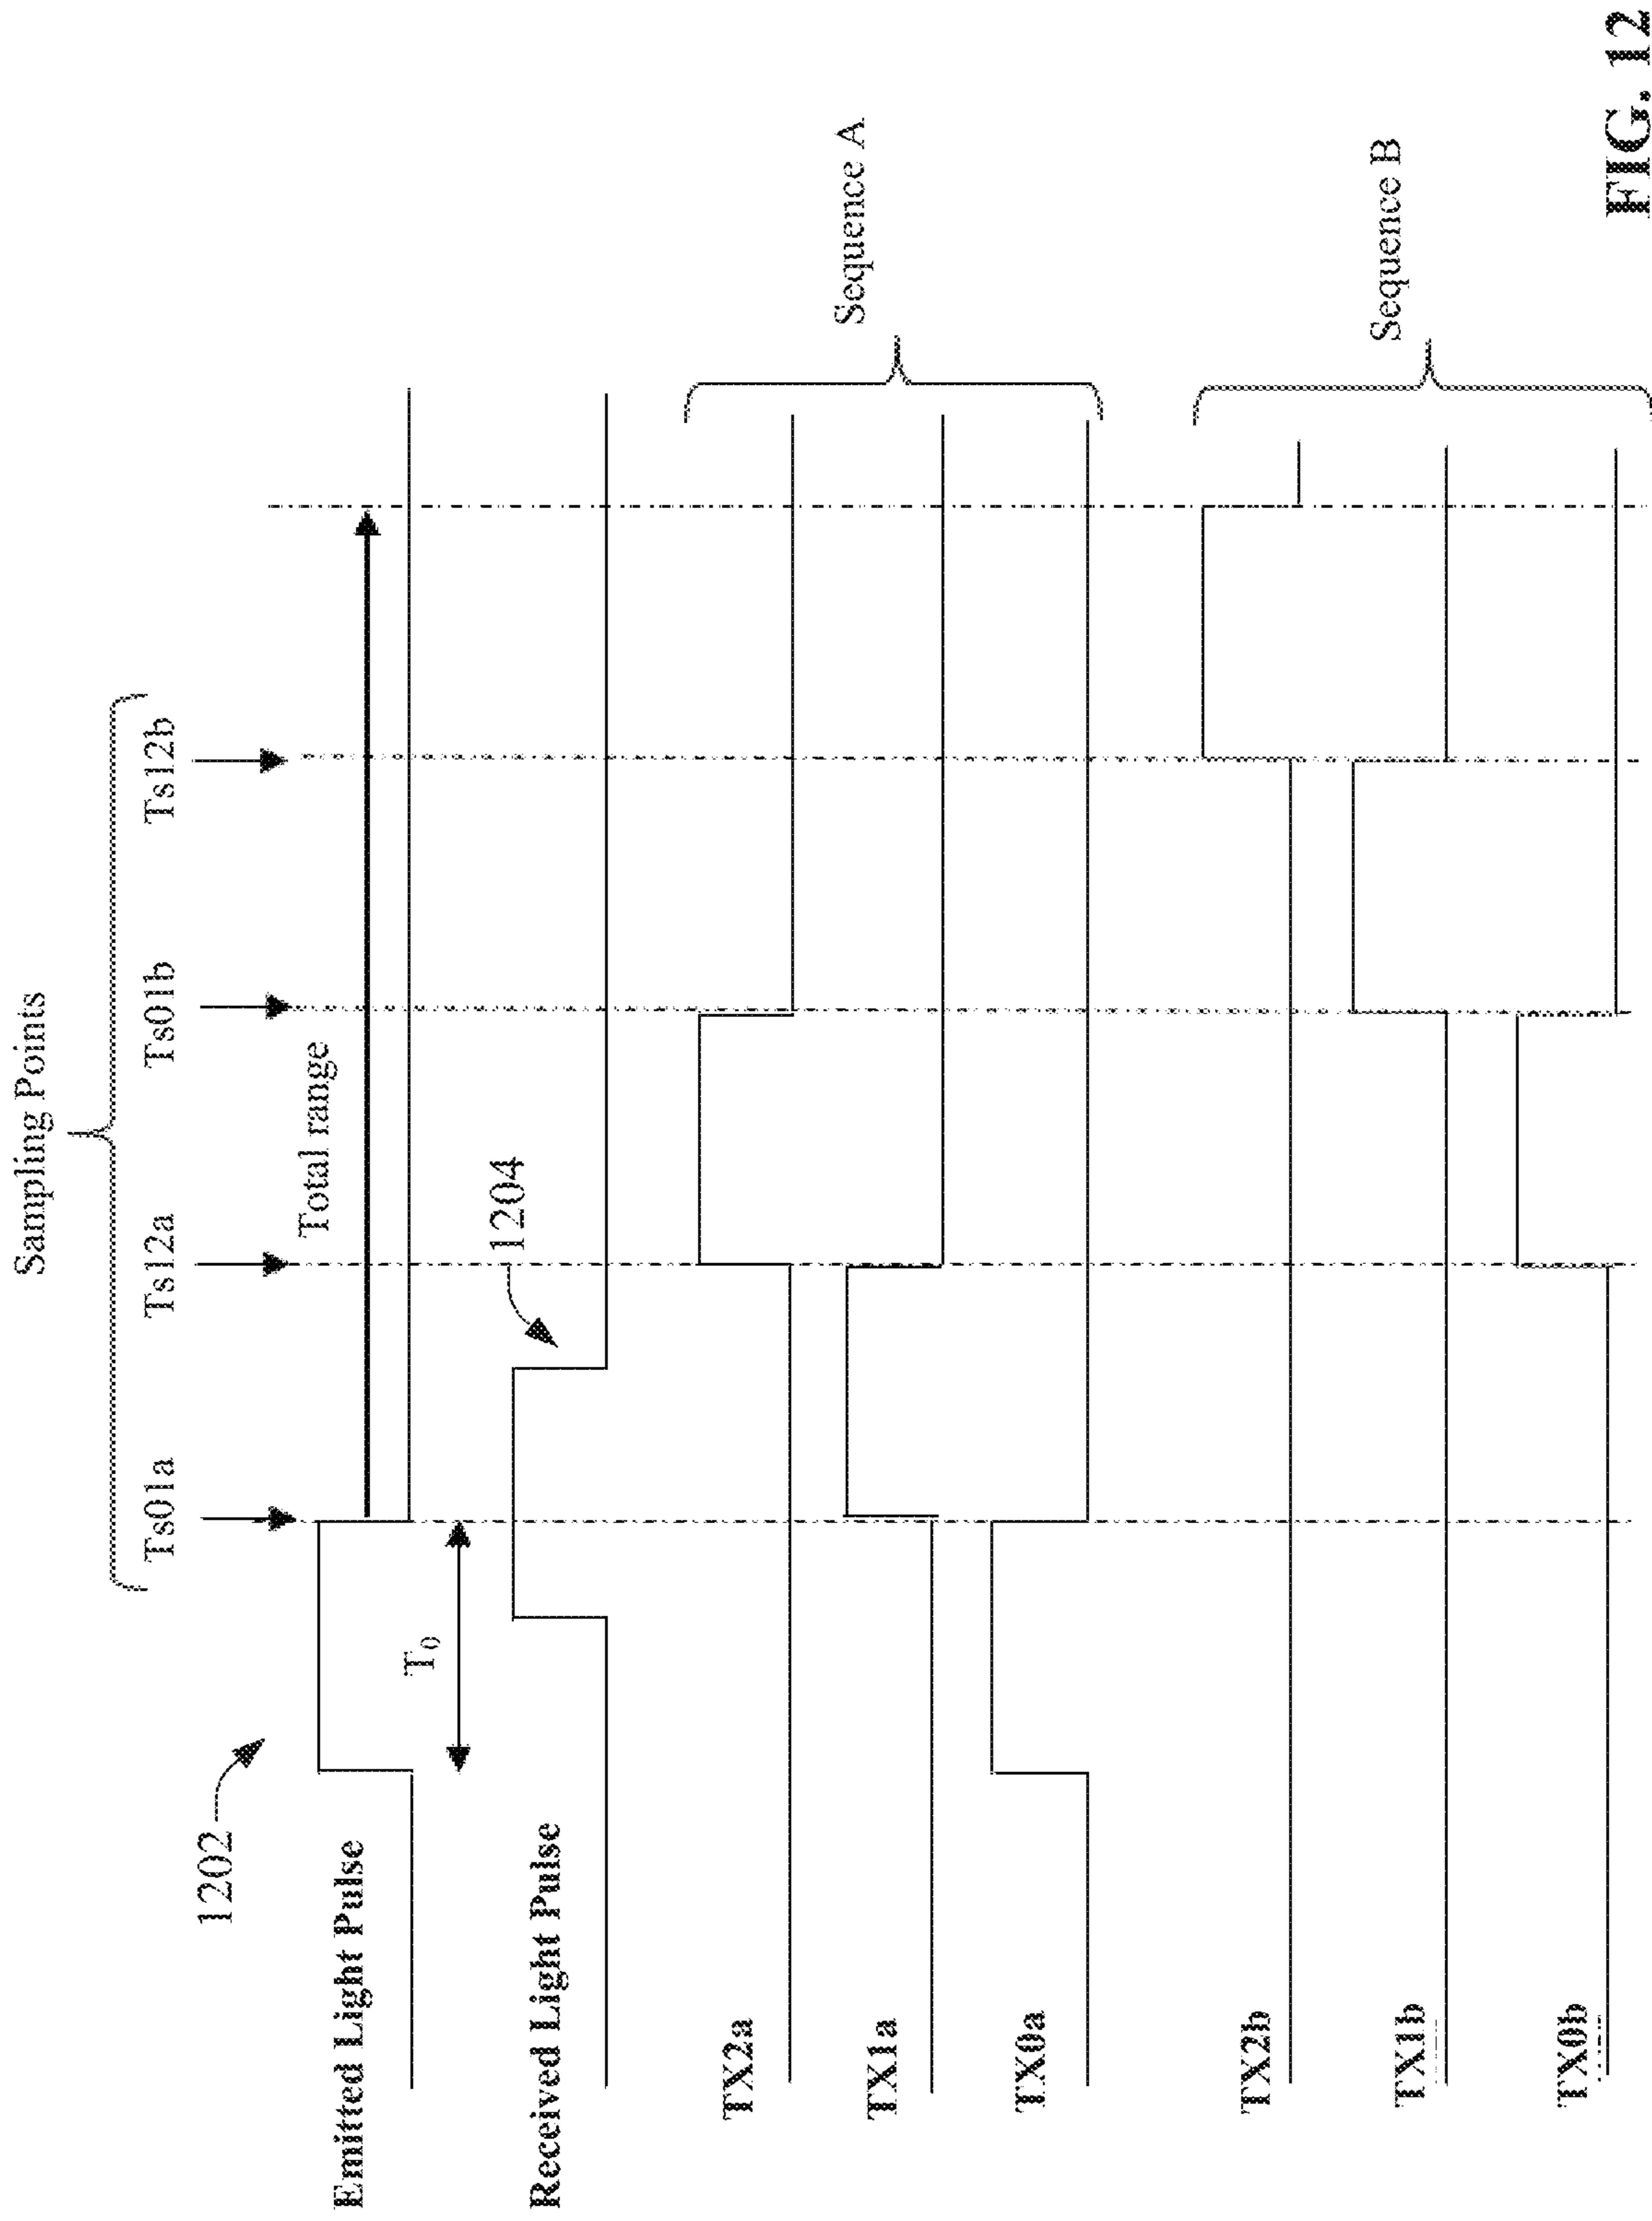 Sampling Points
Ts01a
Ts12a
Ts01b
Ts12b
1202
Total range
Emitted Light Pulse
T0
1204
Received Light Pulse
TX2a
TX1a
Sequence A
TX0a
TX2b
TX1b
Sequence B
TX0b
FIG. 12